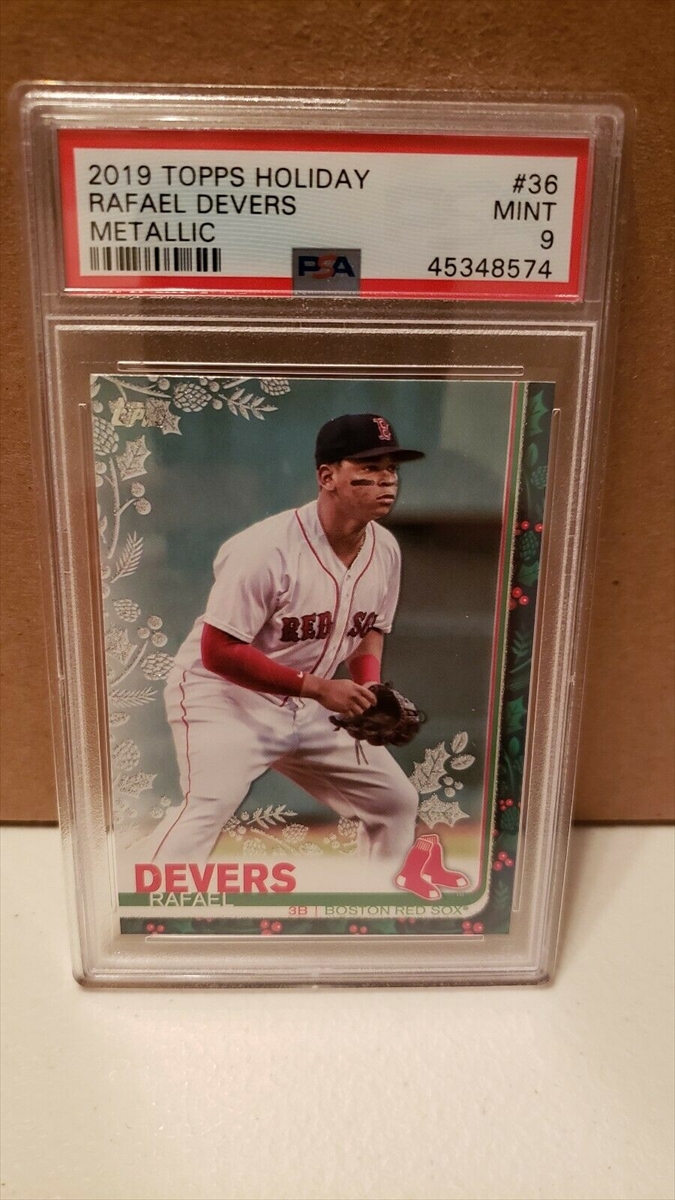 2019 TOPPS HOLIDAY #36
RAFAEL DEVERS MINT
METALLIC 9
PSA 45348574
B
RED SOX
DEVERS
RAFAEL
3B | BOSTON RED SOX®